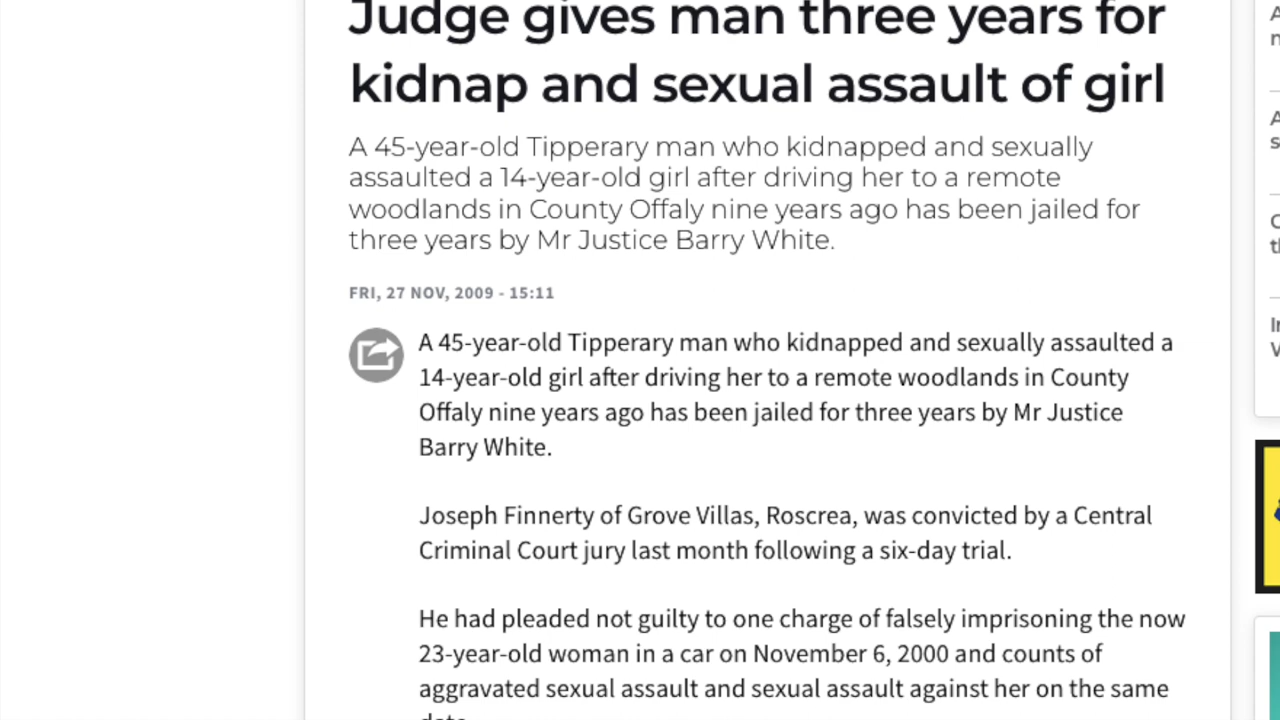 Judge gives man three years for
kidnap and sexual assault of girl
A 45-year-old Tipperary man who kidnapped and sexually
assaulted a 14-year-old girl after driving her to a remote
woodlands in County Offaly nine years ago has been jailed for
three years by Mr Justice Barry White.
FRI, 27 NOV, 2009 - 15:11
A 45-year-old Tipperary man who kidnapped and sexually assaulted a
14-year-old girl after driving her to a remote woodlands in County
Offaly nine years ago has been jailed for three years by Mr Justice
Barry White.
Joseph Finnerty of Grove Villas, Roscrea, was convicted by a Central
Criminal Court jury last month following a six-day trial.
He had pleaded not guilty to one charge of falsely imprisoning the now
23-year-old woman in a car on November 6, 2000 and counts of
aggravated sexual assault and sexual assault against her on the same